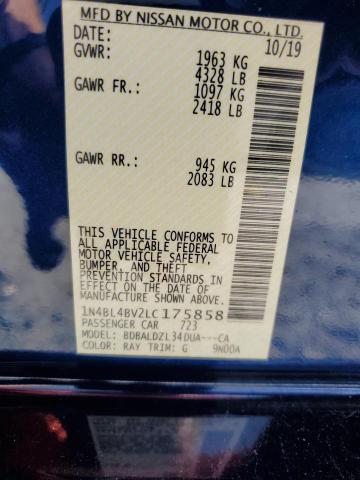 MFD BY NISSAN MOTOR CO., LTD.
DATE: 10/19
GVWR: 1963 KG
4328 LB
GAWR FR.: 1097 KG
2418 LB
GAWR RR.: 945 KG
2083 LB
THIS VEHICLE CONFORMS TO
ALL APPLICABLE FEDERAL
MOTOR VEHICLE SAFETY,
BUMPER, AND THEFT
PREVENTION STANDARDS IN
EFFECT ON THE DATE OF
MANUFACTURE SHOWN ABOVE.
1N4BL4BV2LC175858
PASSENGER CAR 723
MODEL: BDBALDZL34DUA---CA
COLOR: RAY TRIM: G 9N00A